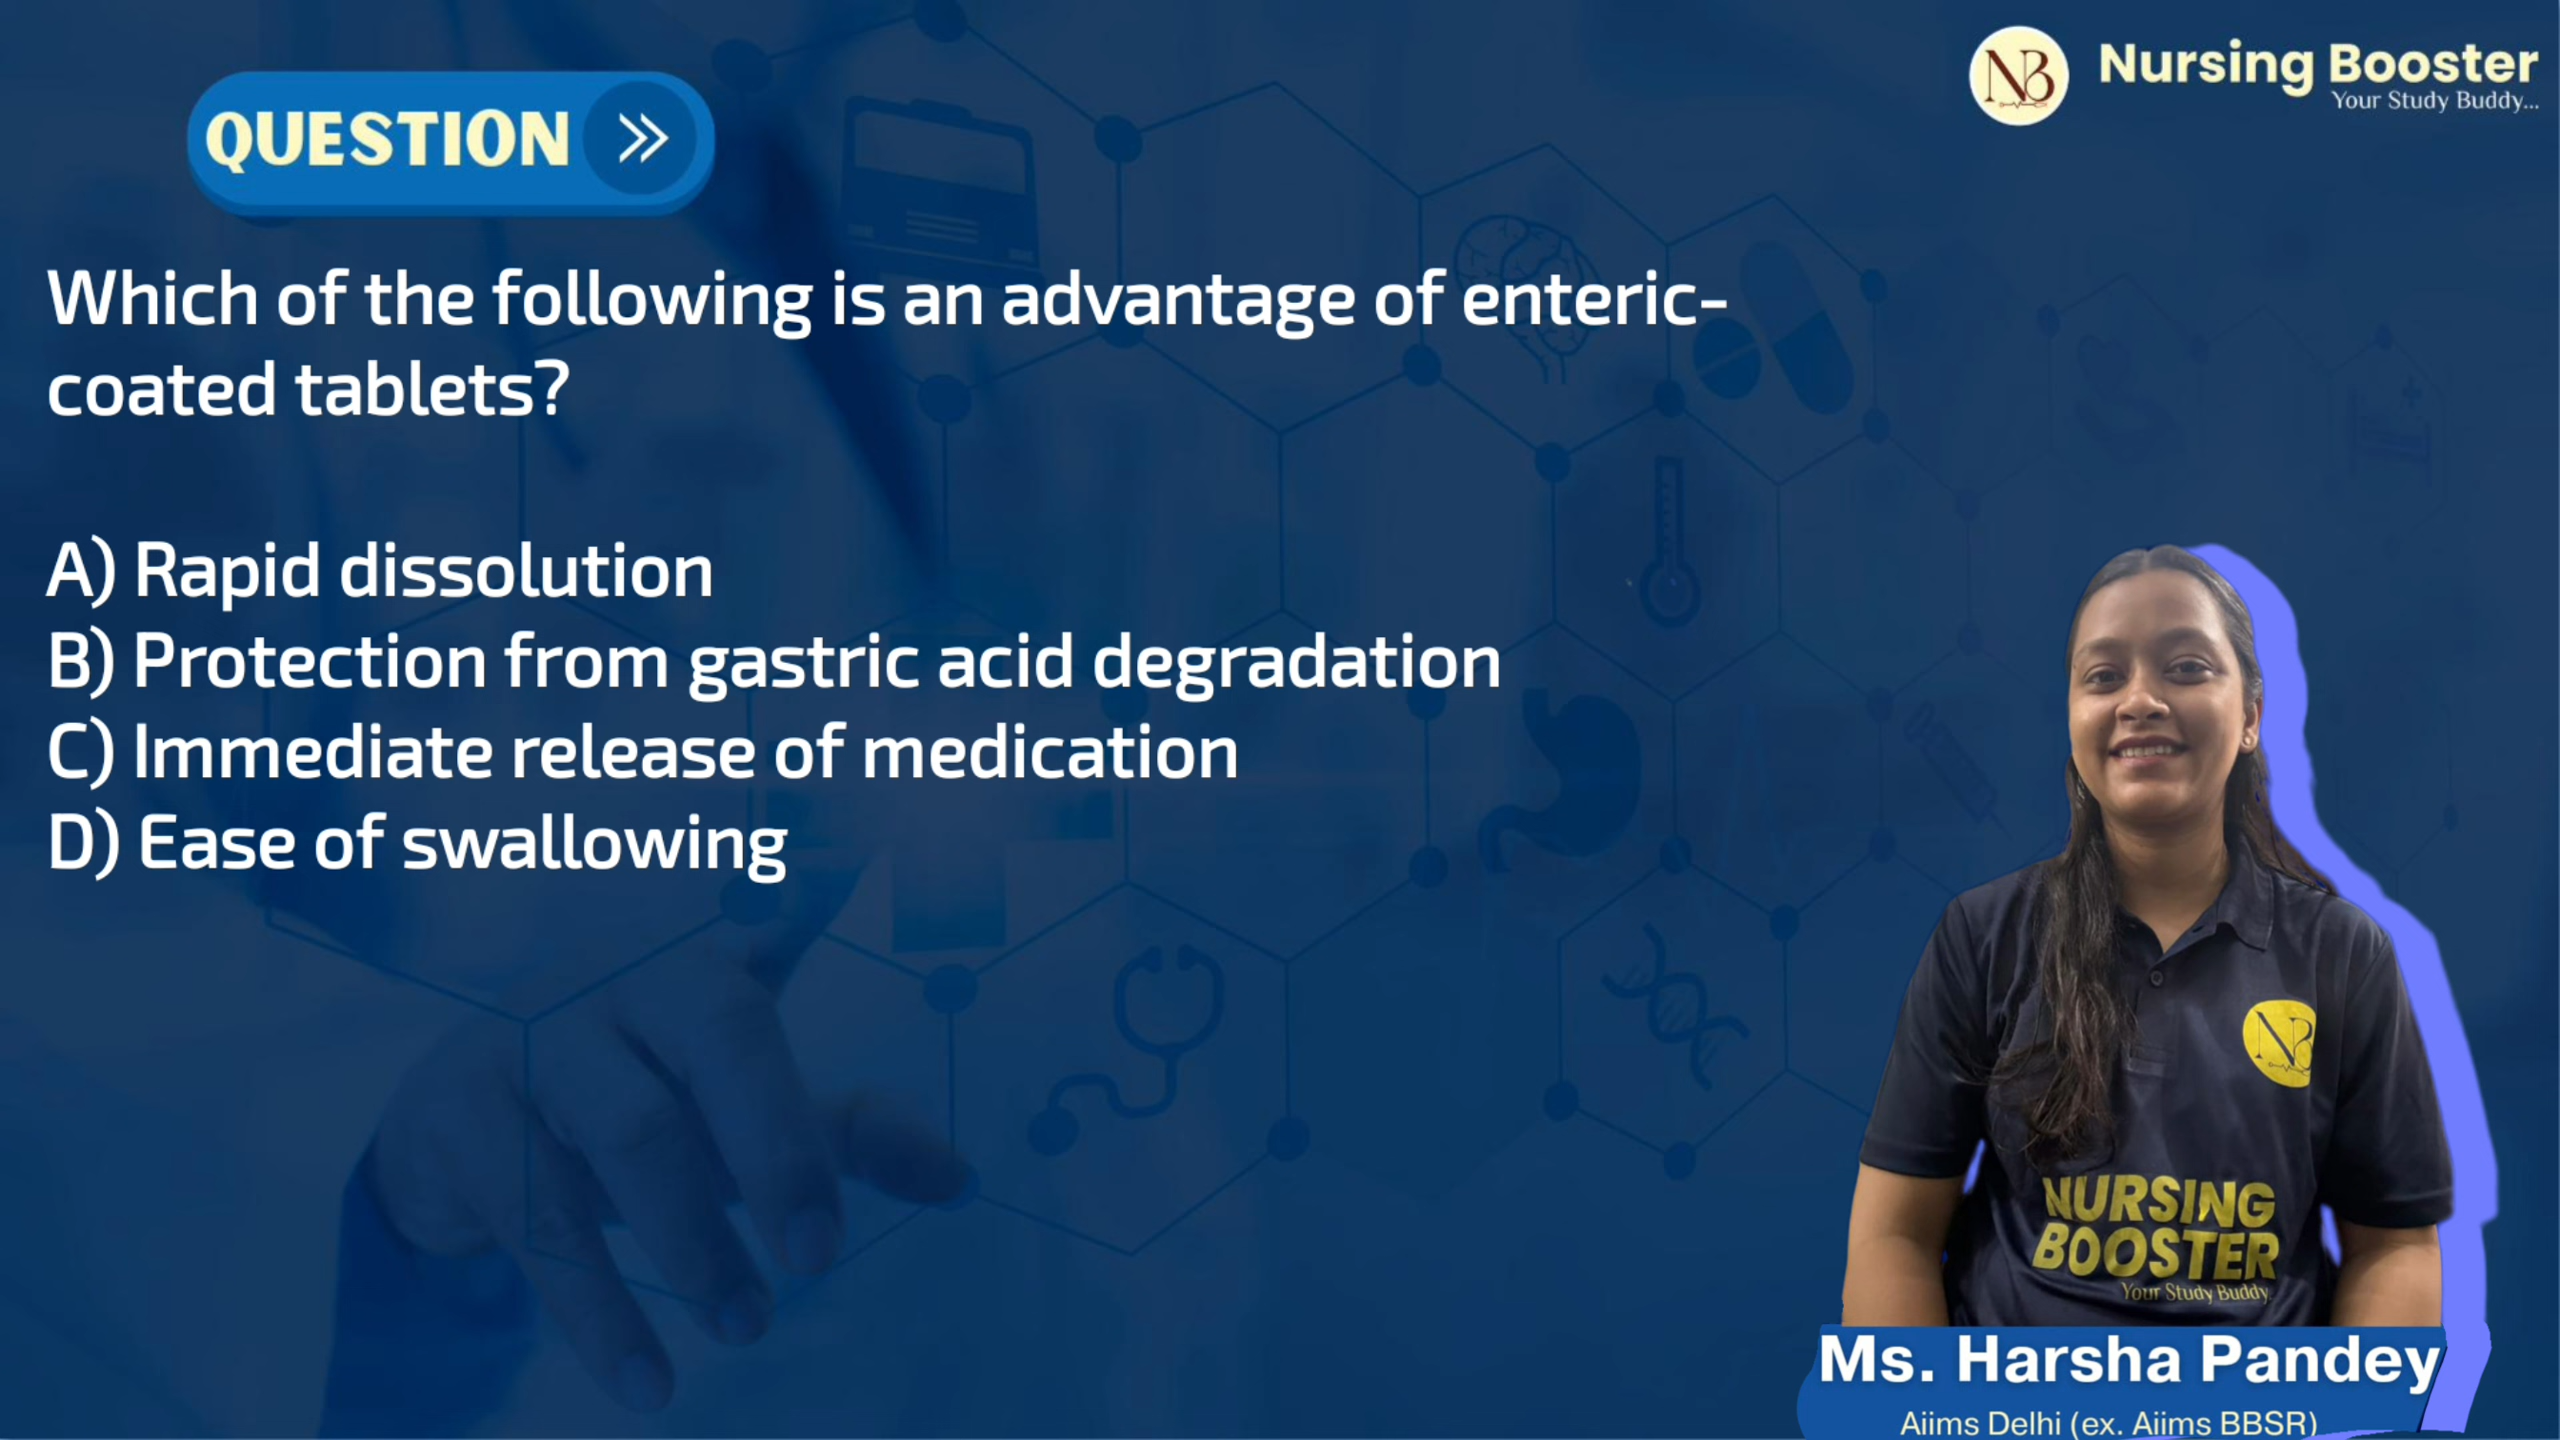 QUESTION
NB
Nursing Booster
Your Study Buddy...
Which of the following is an advantage of enteric-
coated tablets?
A) Rapid dissolution
B) Protection from gastric acid degradation
C) Immediate release of medication
D) Ease of swallowing
NB
NURSING
BOOSTER
Your Study Buddy
Ms. Harsha Pandey
Aiims Delhi (ex. Aiims BBSR)